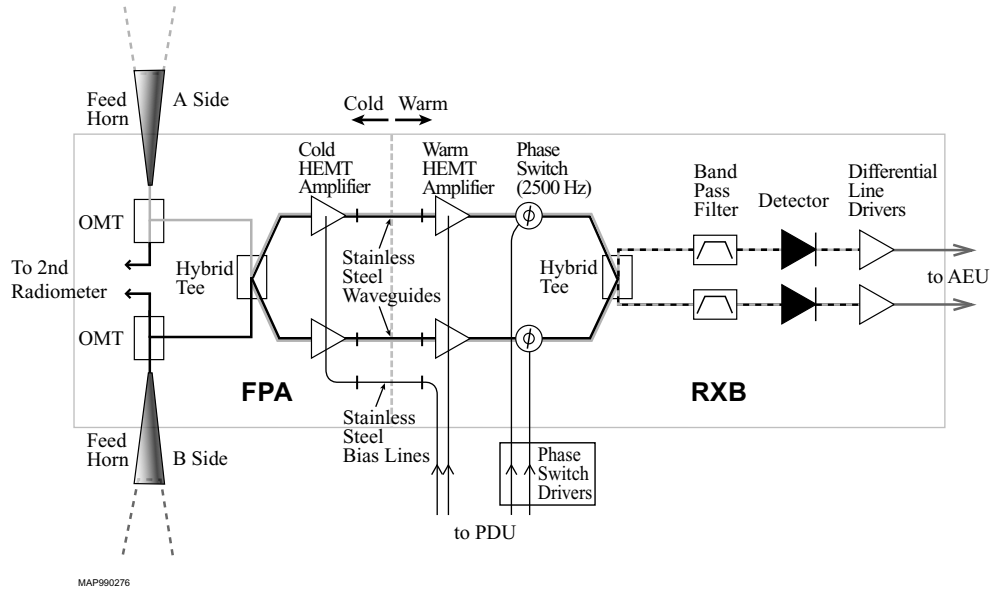 Feed
Horn
A Side
Cold
Warm
Cold
HEMT
Amplifier
Warm
HEMT
Amplifier
Phase
Switch
(2500 Hz)
Band
Pass
Filter
Detector
Differential
Line
Drivers
OMT
ϕ
To 2nd
Radiometer
Hybrid
Tee
Stainless
Steel
Waveguides
Hybrid
Tee
to AEU
OMT
ϕ
FPA
RXB
Stainless
Steel
Bias Lines
Feed
Horn
B Side
Phase
Switch
Drivers
to PDU
MAP990276